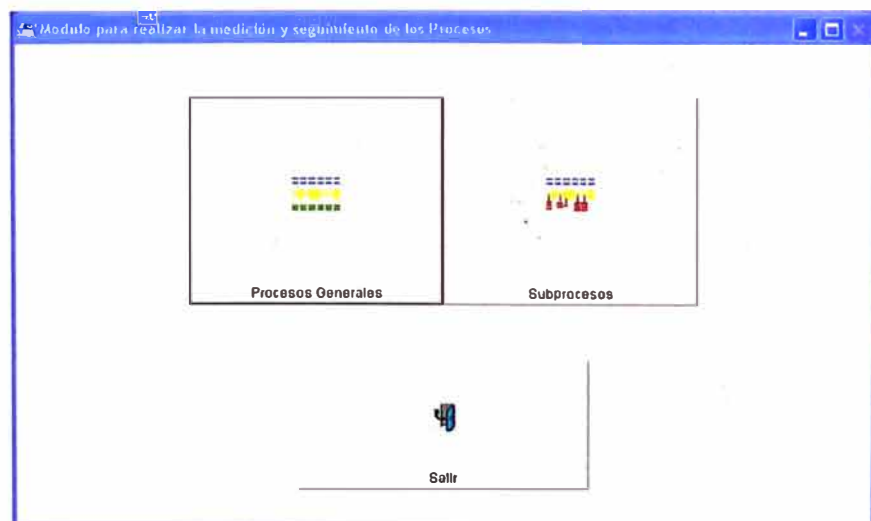 Modulo para realizar la medición y seguimiento de los Procesos
Procesos Generales
Subprocesos
Salir